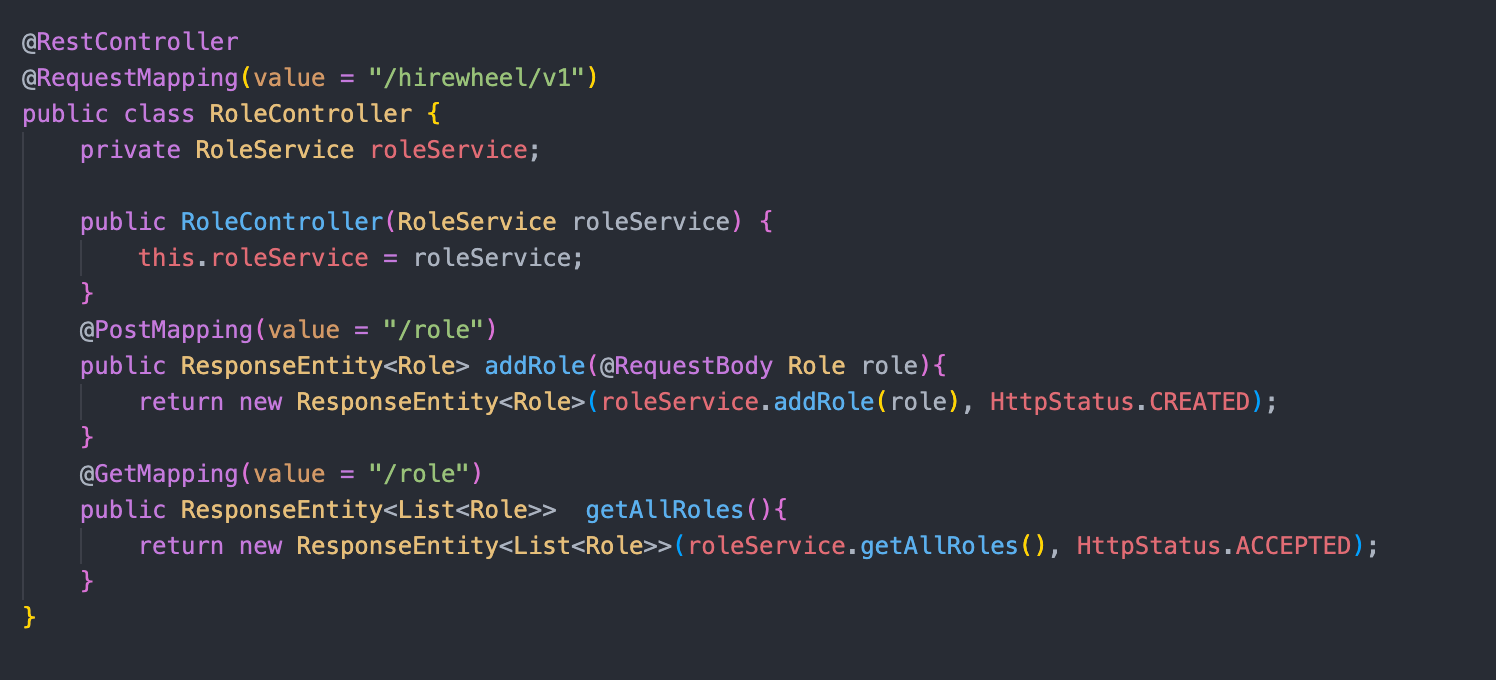 @RestController
@RequestMapping(value = "/hirewheel/v1")
public class RoleController {
    private RoleService roleService;

    public RoleController(RoleService roleService) {
        this.roleService = roleService;
    }
    @PostMapping(value = "/role")
    public ResponseEntity<Role> addRole(@RequestBody Role role){
        return new ResponseEntity<Role>(roleService.addRole(role), HttpStatus.CREATED);
    }
    @GetMapping(value = "/role")
    public ResponseEntity<List<Role>>  getAllRoles(){
        return new ResponseEntity<List<Role>>(roleService.getAllRoles(), HttpStatus.ACCEPTED);
    }
}